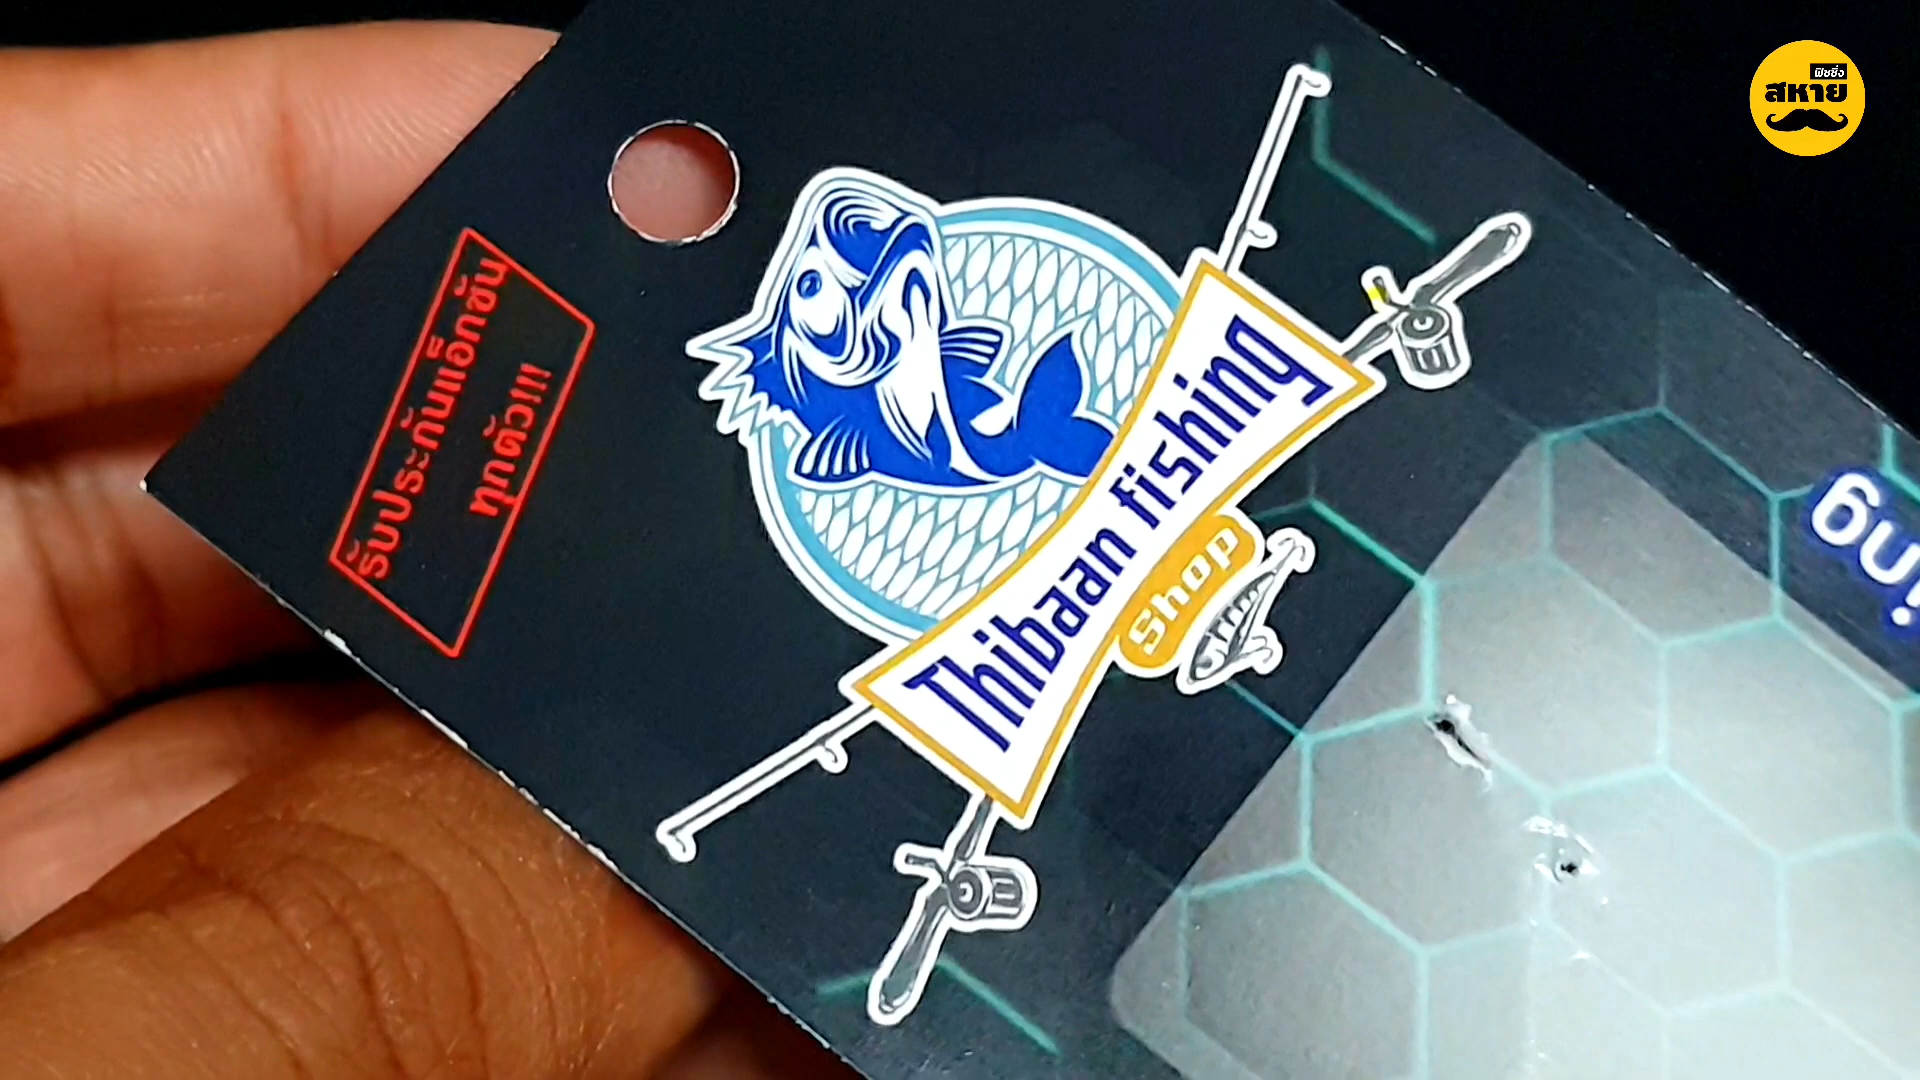 รับประกันแอ็กชัน
ทุกตัว!!!
Thibaan fishing
Shop
ing
ฟิชชิ่ง
สหาย